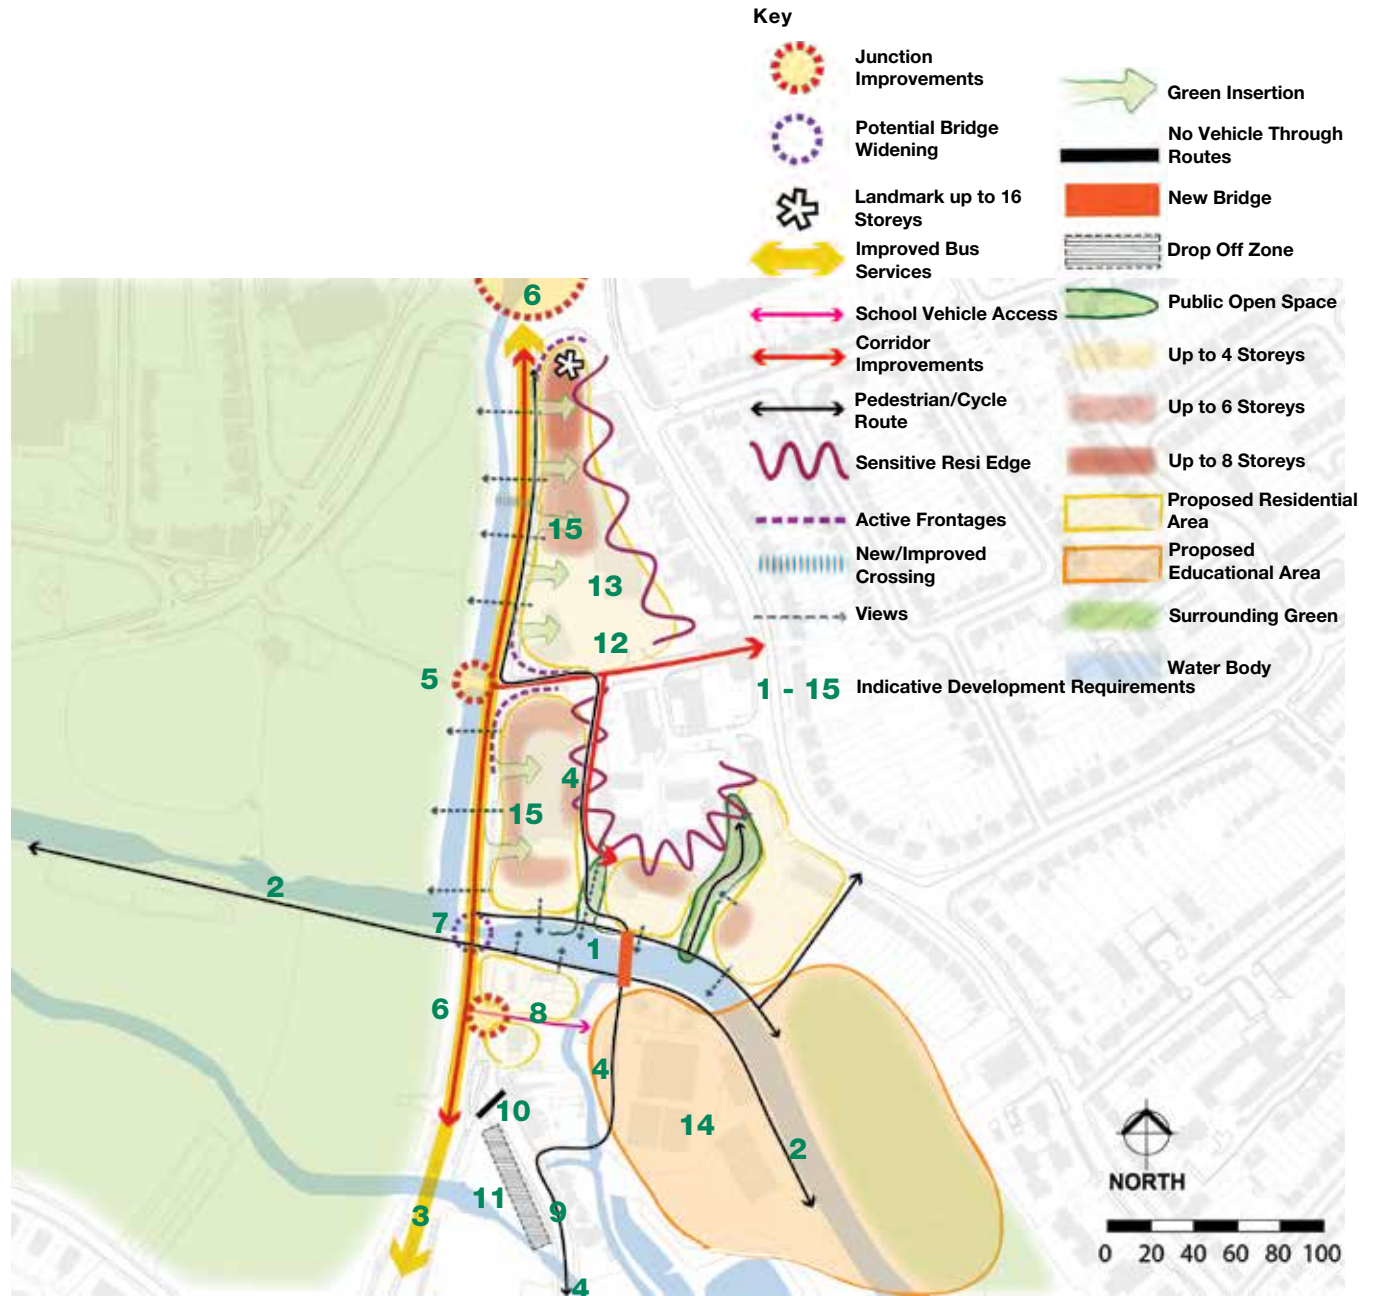 Key
Junction
Improvements
Potential Bridge
Widening
Landmark up to 16
Storeys
Improved Bus
Services
School Vehicle Access
Corridor
Improvements
Pedestrian/Cycle
Route
Sensitive Resi Edge
Active Frontages
New/Improved
Crossing
Views
1 - 15 Indicative Development Requirements
Green Insertion
No Vehicle Through
Routes
New Bridge
Drop Off Zone
Public Open Space
Up to 4 Storeys
Up to 6 Storeys
Up to 8 Storeys
Proposed Residential
Area
Proposed
Educational Area
Surrounding Green
Water Body
6
15
13
12
5
4
15
2
7
1
6
8
4
10
14
2
11
9
3
4
NORTH
0 20 40 60 80 100